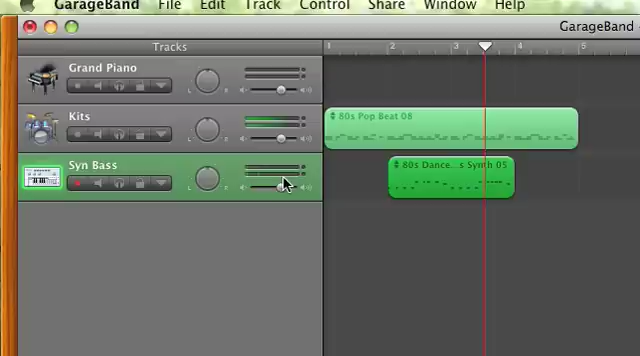 GarageBand File Edit Track Control Share Window Help
GarageBand -
Tracks
1 2 3 4 5
Grand Piano
Kits
80s Pop Beat 08
Syn Bass
80s Dance...s Synth 05